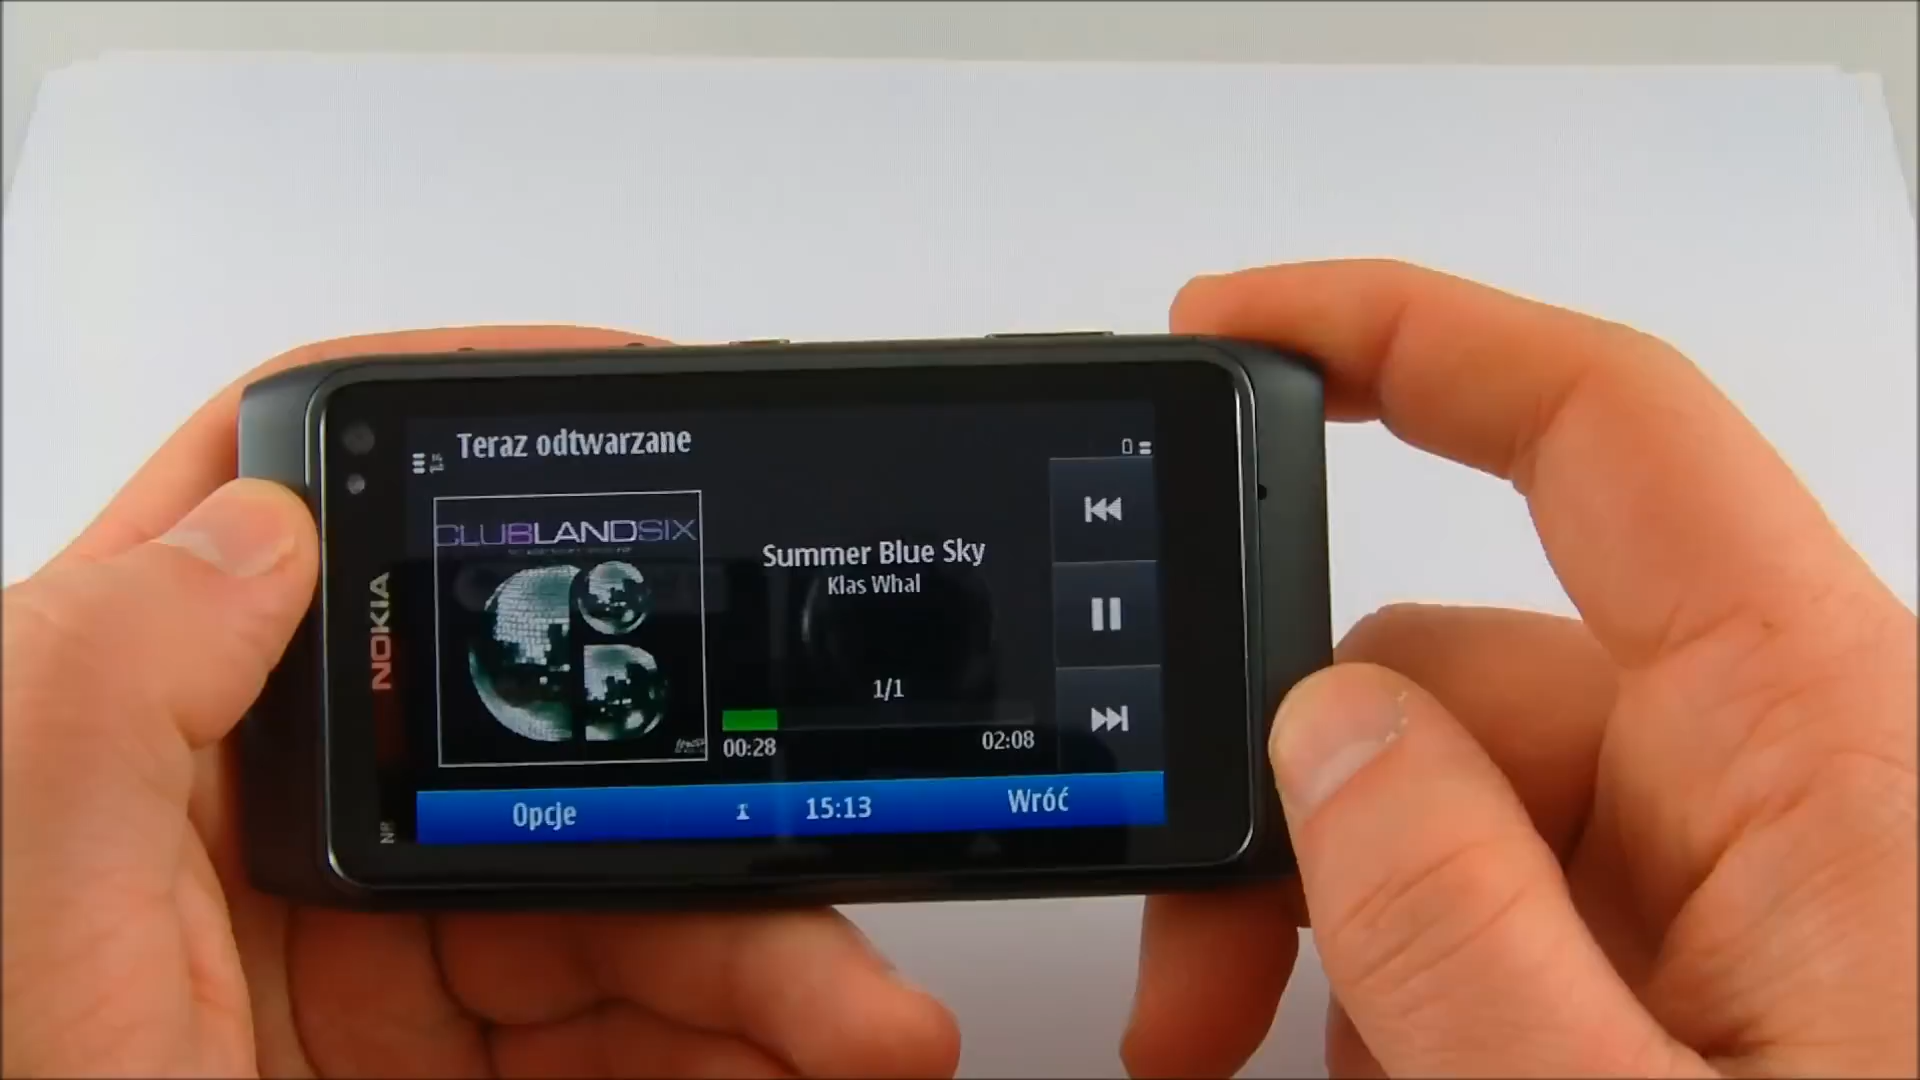 Teraz odtwarzane
CLUBLANDSIX
Summer Blue Sky
Klas Whal
1/1
00:28
02:08
Opcje
15:13
Wróć
NOKIA
N8